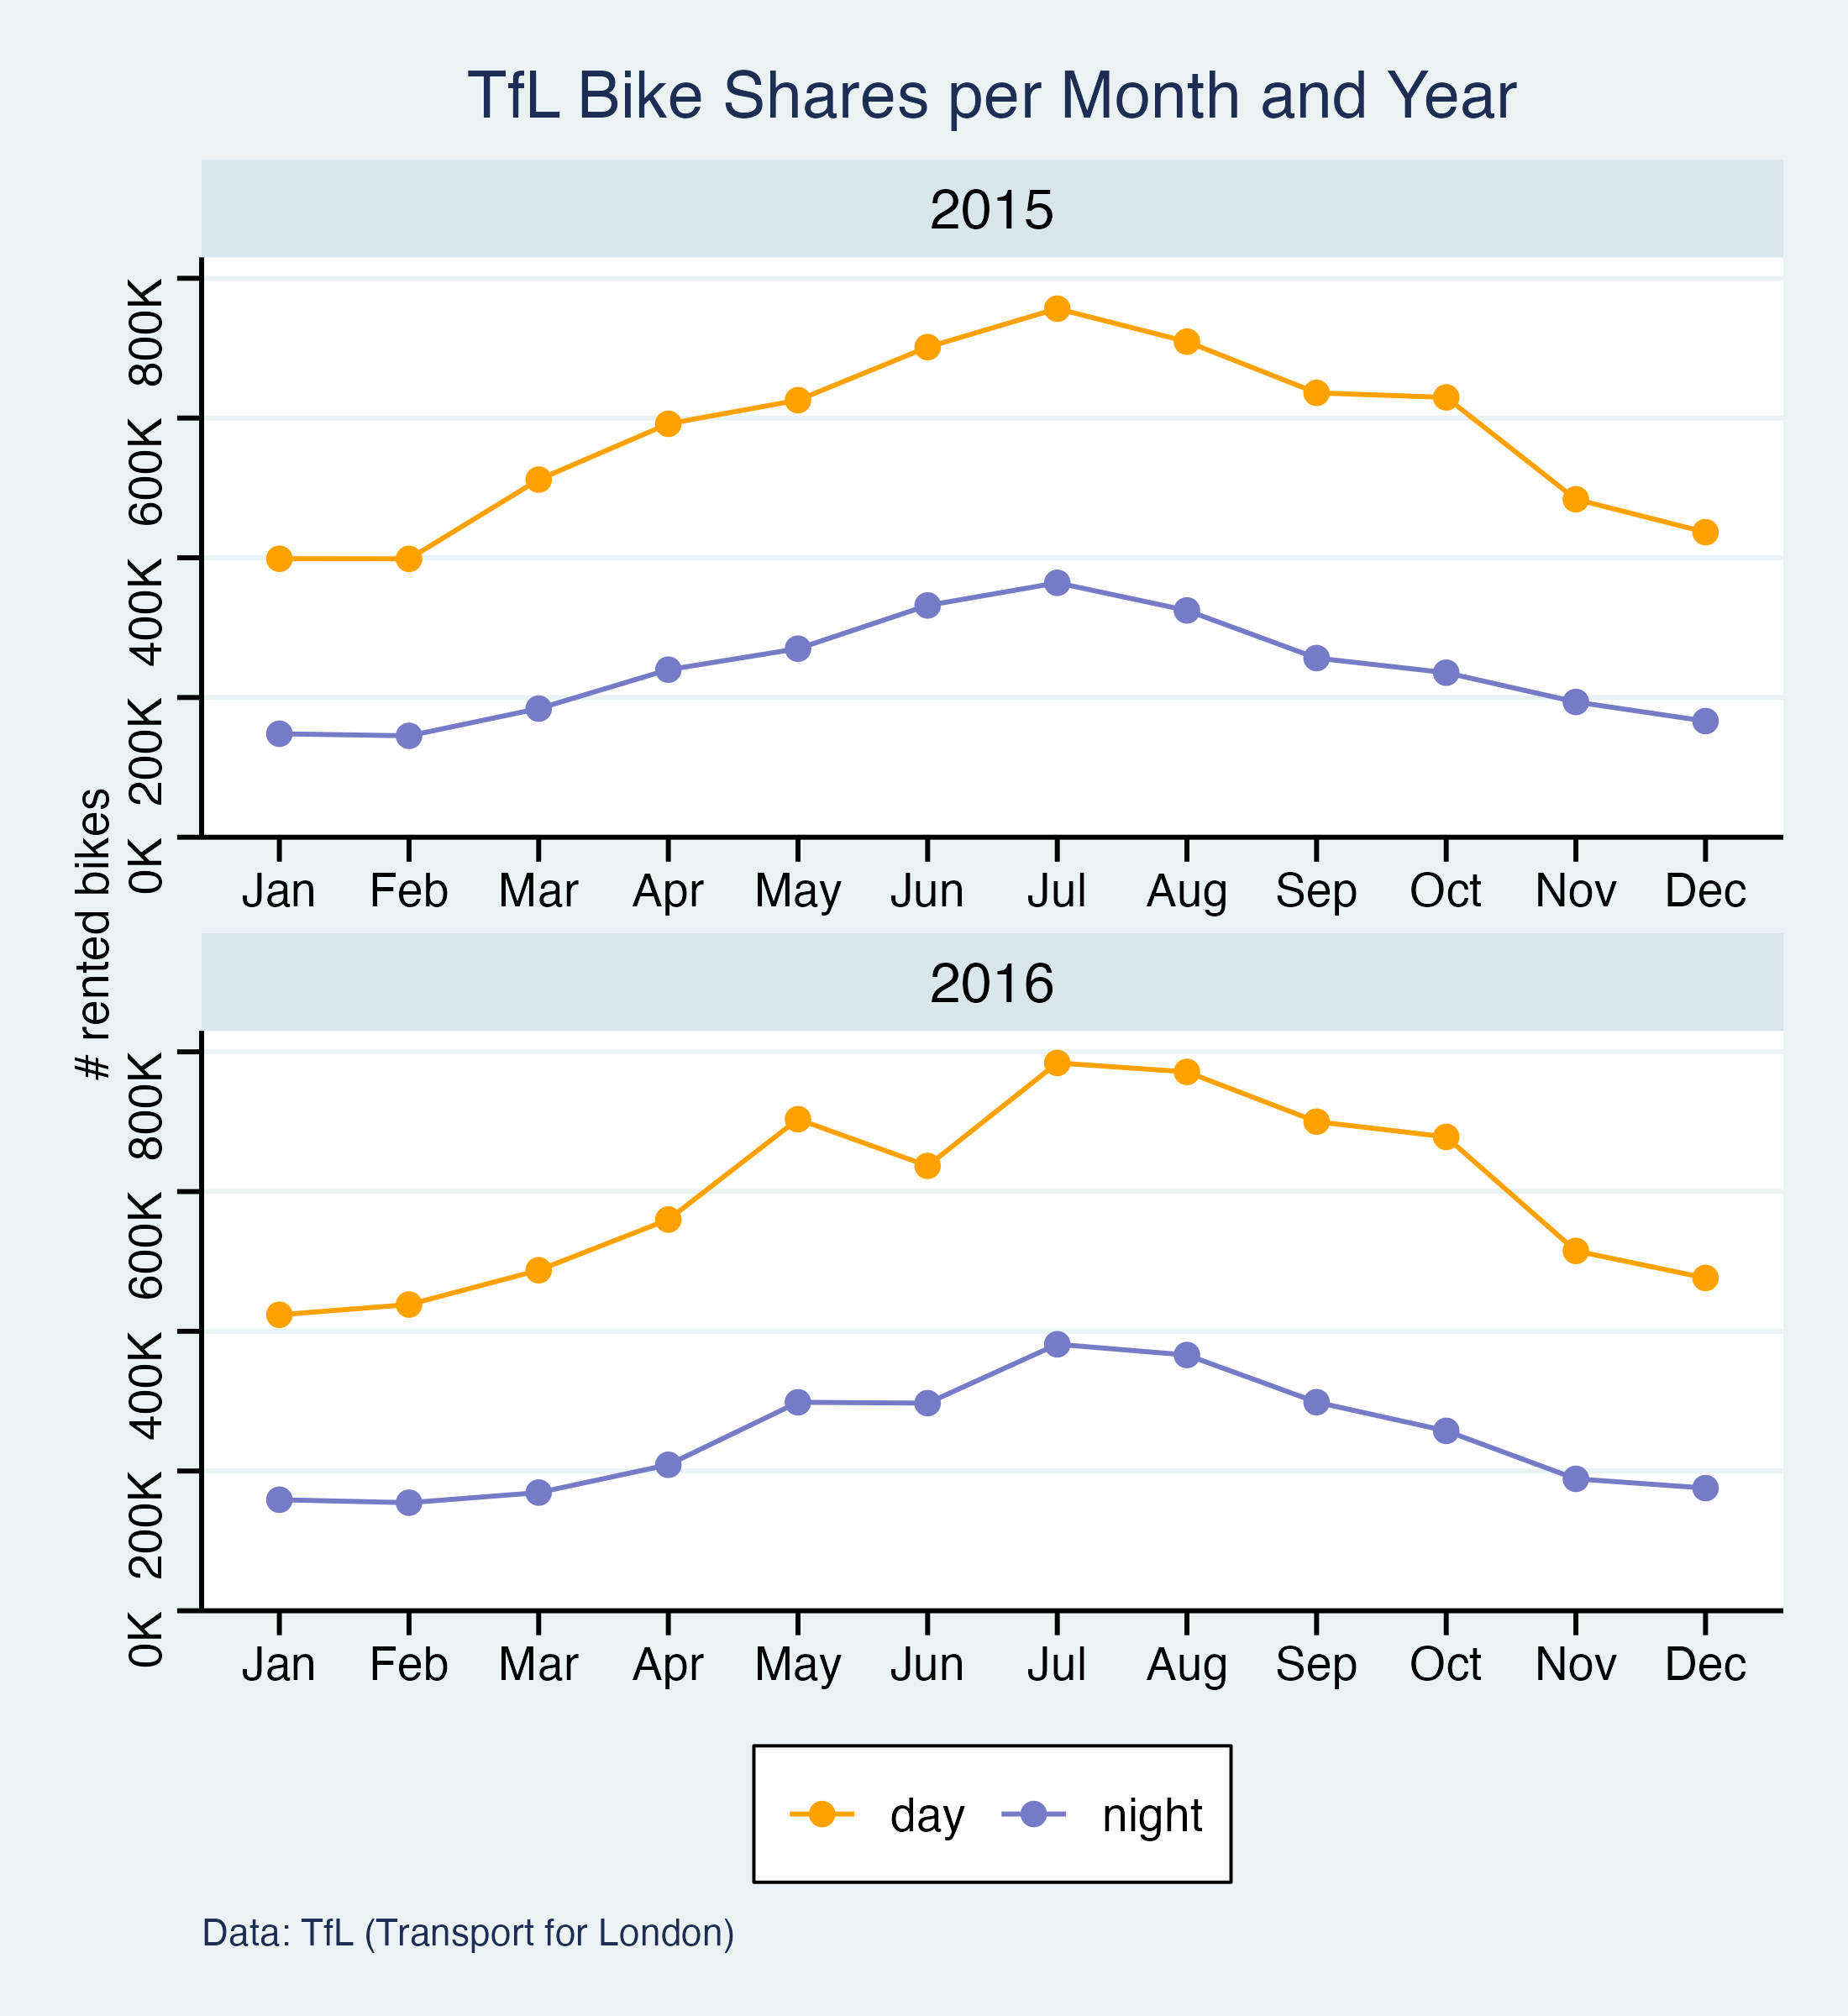 TfL Bike Shares per Month and Year
2015
800K
600K
400K
200K
0K
Jan Feb Mar Apr May Jun Jul Aug Sep Oct Nov Dec
# rented bikes
2016
800K
600K
400K
200K
0K
Jan Feb Mar Apr May Jun Jul Aug Sep Oct Nov Dec
day night
Data: TfL (Transport for London)